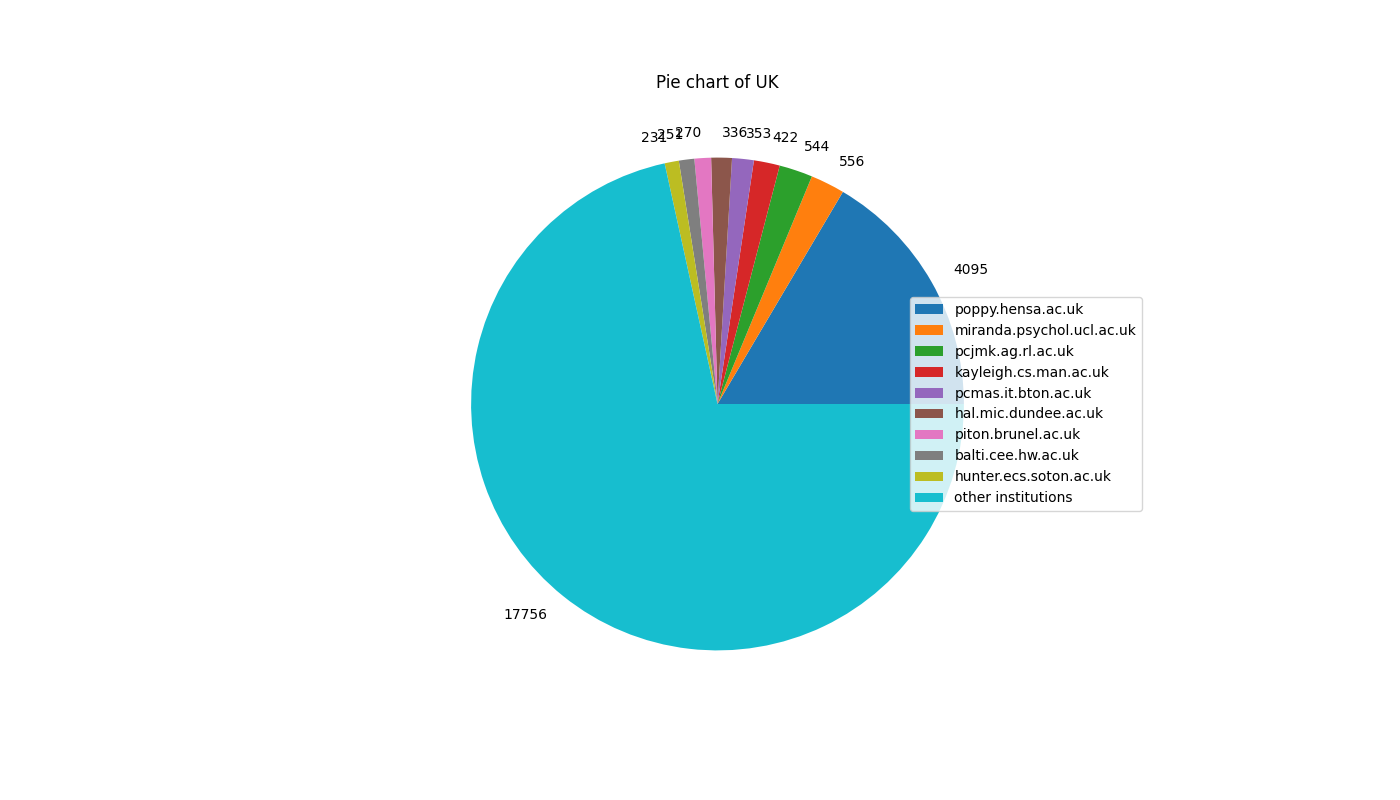 Pie chart of UK
231
251
270
336
353
422
544
556
4095
17756
poppy.hensa.ac.uk
miranda.psychol.ucl.ac.uk
pcjmk.ag.rl.ac.uk
kayleigh.cs.man.ac.uk
pcmas.it.bton.ac.uk
hal.mic.dundee.ac.uk
piton.brunel.ac.uk
balti.cee.hw.ac.uk
hunter.ecs.soton.ac.uk
other institutions